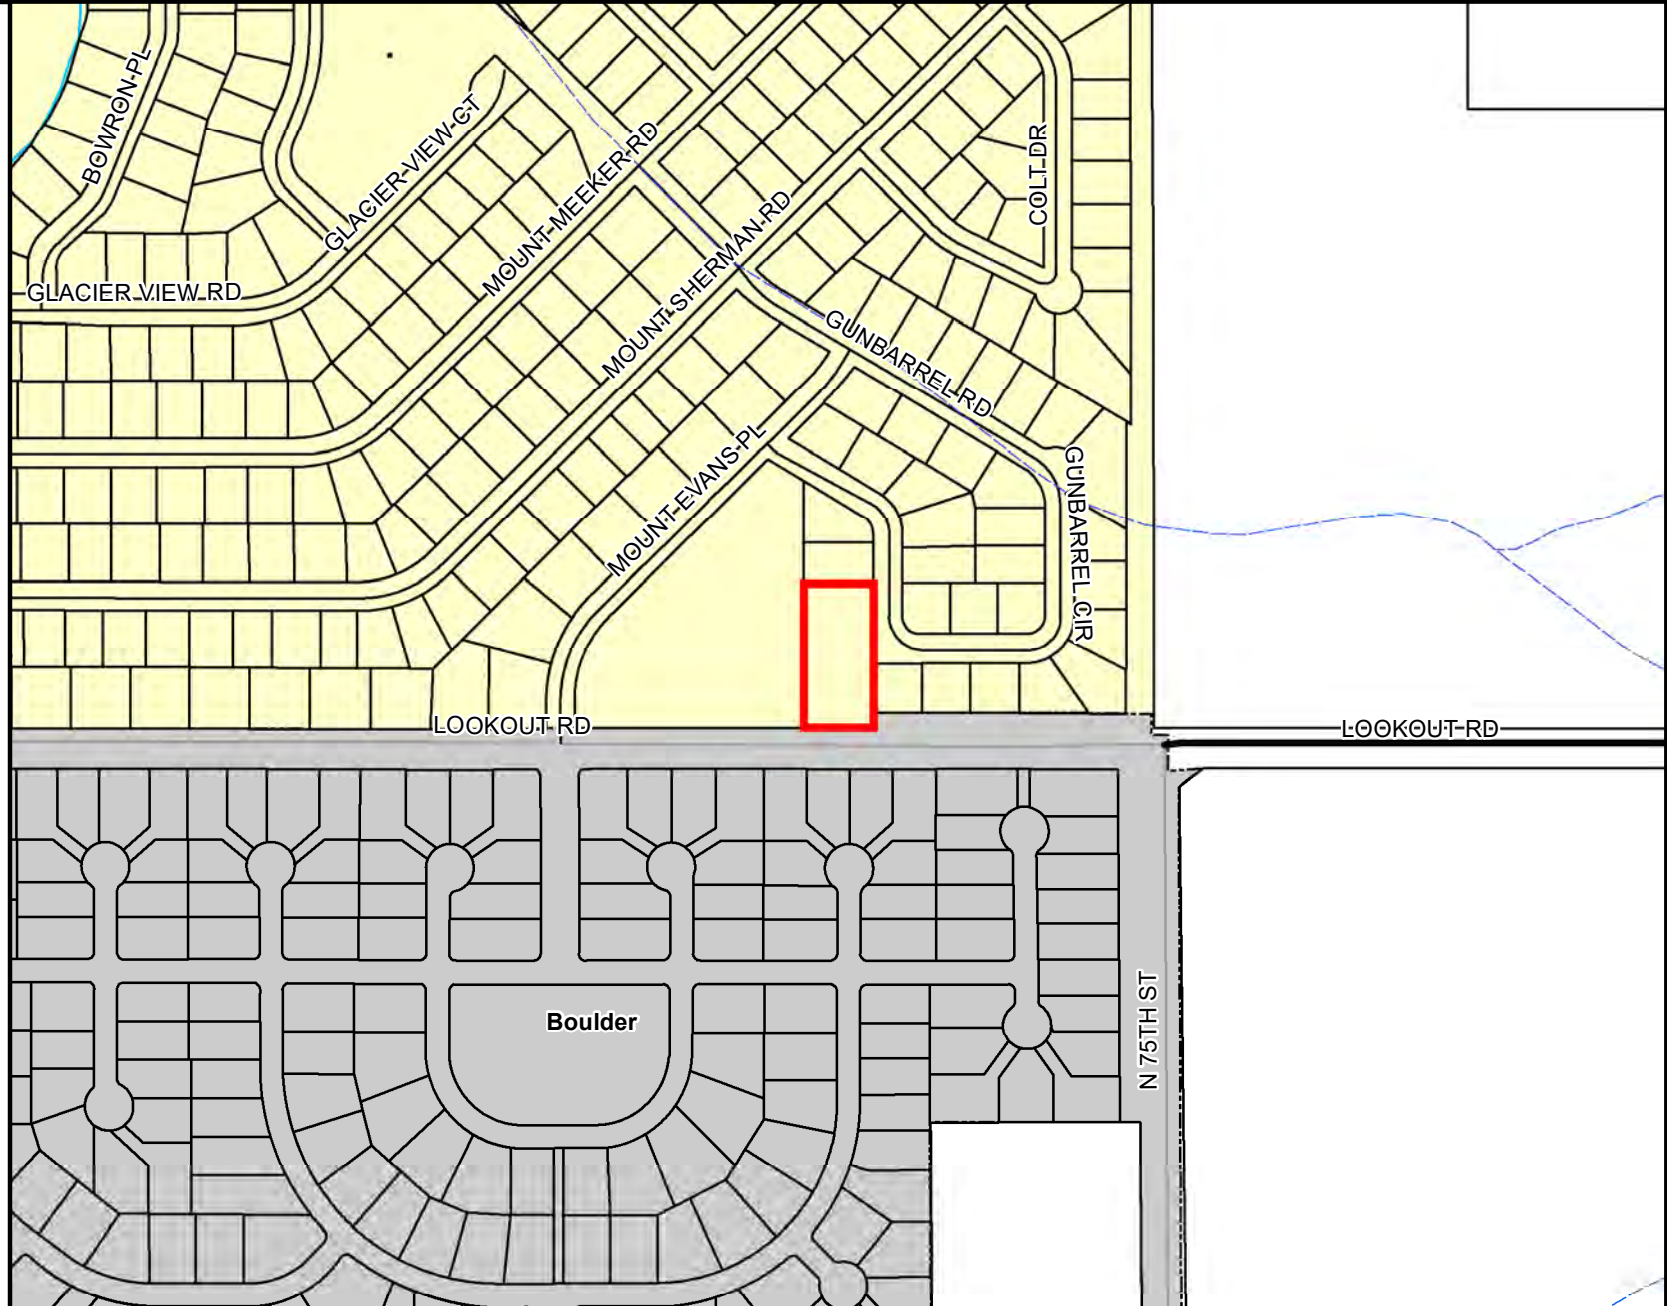 BOWRON PL
GLACIER VIEW CT
MOUNT MEEKER RD
COLT DR
MOUNT SHERMAN RD
GLACIER VIEW RD
GUNBARREL RD
MOUNT EVANS PL
GUNBARREL CIR
LOOKOUT RD
LOOKOUT RD
Boulder
N 75TH ST